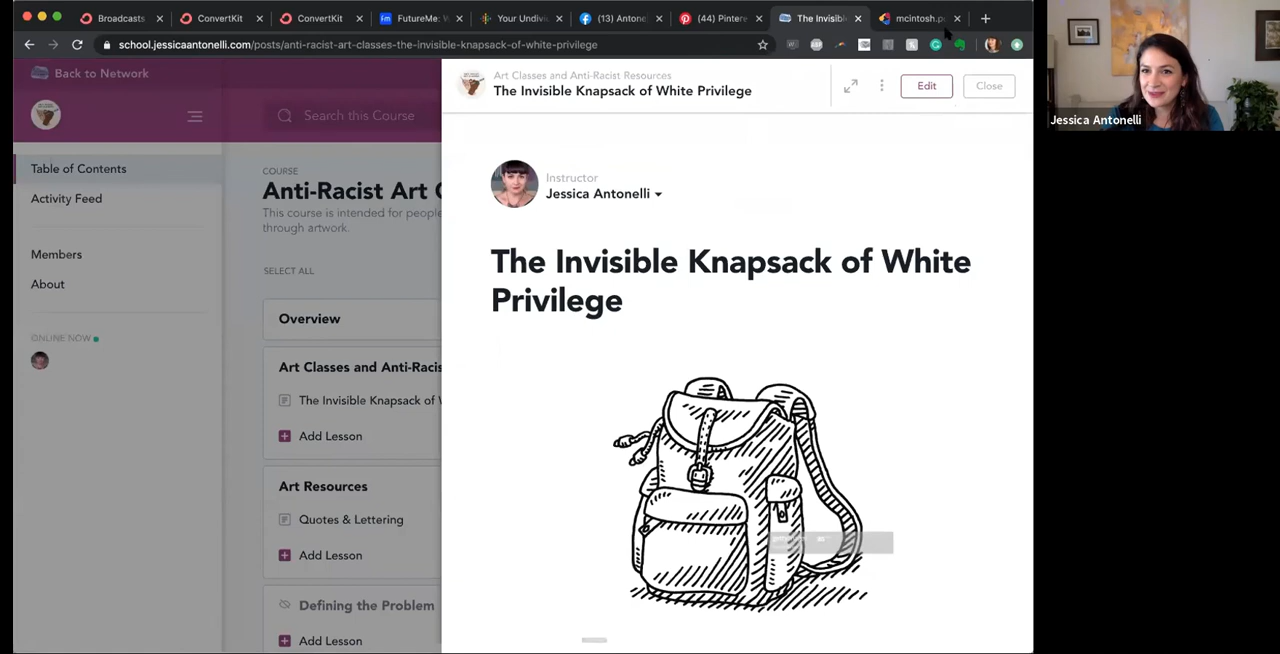 Broadcasts
ConvertKit
ConvertKit
FutureMe: W
Your Undivi
(13) Antone
(44) Pintere
The Invisibl
mcintosh.p
school.jessicaantonelli.com/posts/anti-racist-art-classes-the-invisible-knapsack-of-white-privilege
Back to Network
Search this Course
Table of Contents
Activity Feed
Members
About
ONLINE NOW
COURSE
Anti-Racist Art C
This course is intended for people
through artwork.
SELECT ALL
Overview
Art Classes and Anti-Racis
The Invisible Knapsack of W
Add Lesson
Art Resources
Quotes & Lettering
Add Lesson
Defining the Problem
Add Lesson
Art Classes and Anti-Racist Resources
The Invisible Knapsack of White Privilege
Edit
Close
Instructor
Jessica Antonelli
The Invisible Knapsack of White
Privilege
Jessica Antonelli